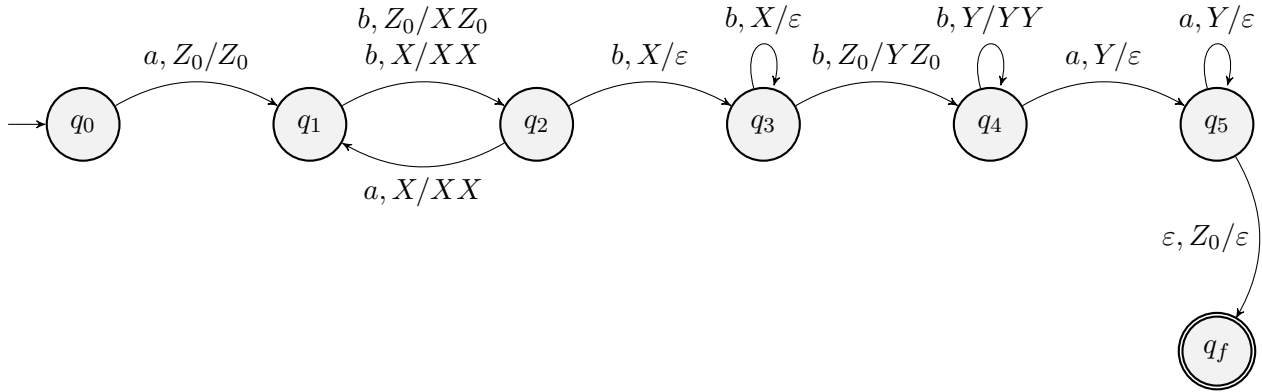 b, Z₀/XZ₀
b, X/XX
a, Z₀/Z₀
b, X/ε
b, X/ε
b, Z₀/YZ₀
b, Y/YY
a, Y/ε
a, Y/ε
q₀
q₁
q₂
q₃
q₄
q₅
a, X/XX
ε, Z₀/ε
q_f